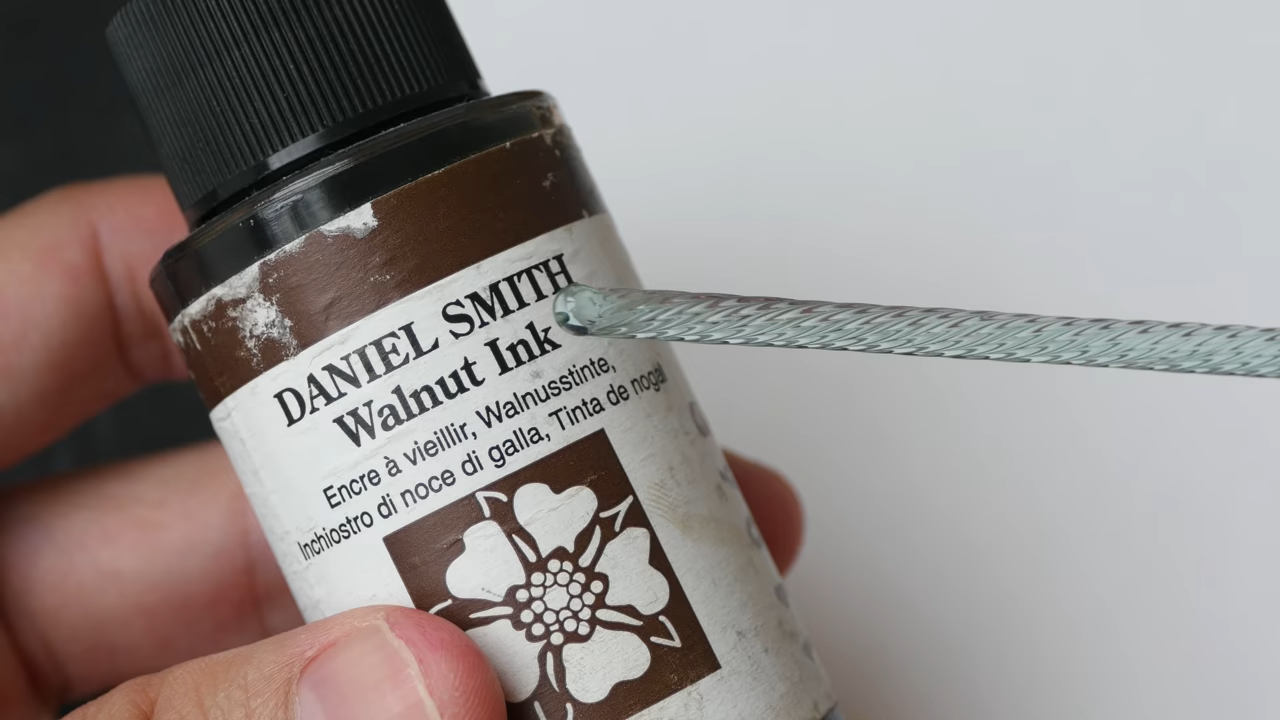 DANIEL SMITH
Walnut Ink
Encre à vieillir, Walnusstinte,
Inchiostro di noce di galla, Tinta de nogal